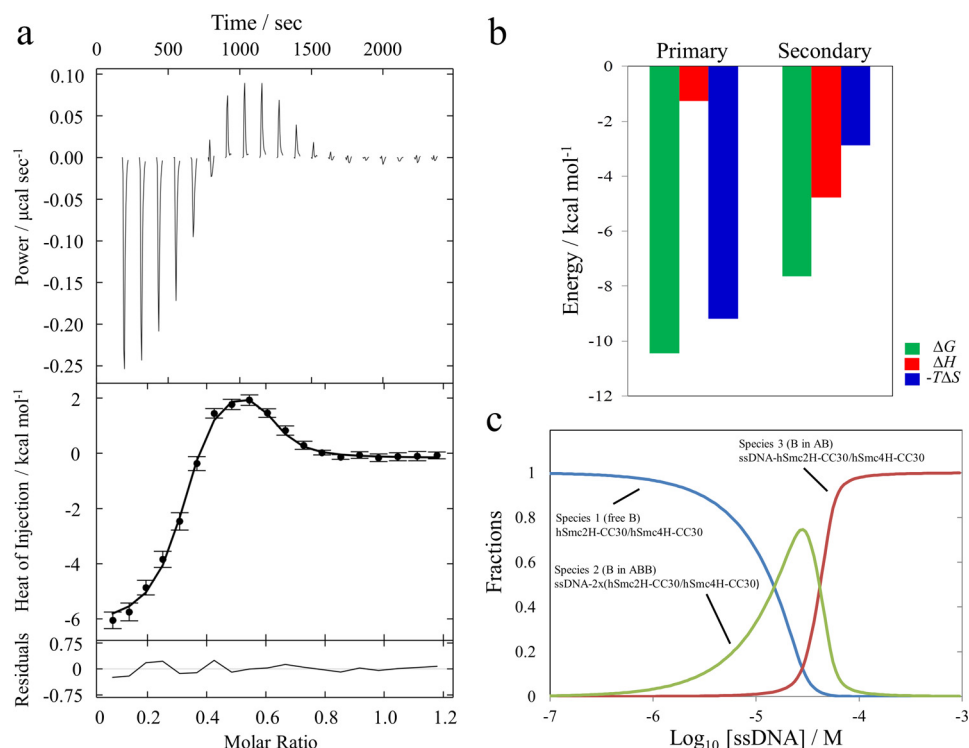 a
Time / sec
0 500 1000 1500 2000
Power / μcal sec-1
0.10
0.05
0.00
-0.05
-0.10
-0.15
-0.20
-0.25
Heat of Injection / kcal mol-1
2
0
-2
-4
-6
Residuals
0.75
0
-0.75
0 0.2 0.4 0.6 0.8 1.0 1.2
Molar Ratio
b
Primary Secondary
Energy / kcal mol-1
0
-2
-4
-6
-8
-10
-12
ΔG
ΔH
-TΔS
c
Fractions
1
0.8
0.6
0.4
0.2
0
Species 3 (B in AB)
ssDNA-hSmc2H-CC30/hSmc4H-CC30
Species 1 (free B)
hSmc2H-CC30/hSmc4H-CC30
Species 2 (B in ABB)
ssDNA-2x(hSmc2H-CC30/hSmc4H-CC30)
-7 -6 -5 -4 -3
Log10 [ssDNA] / M